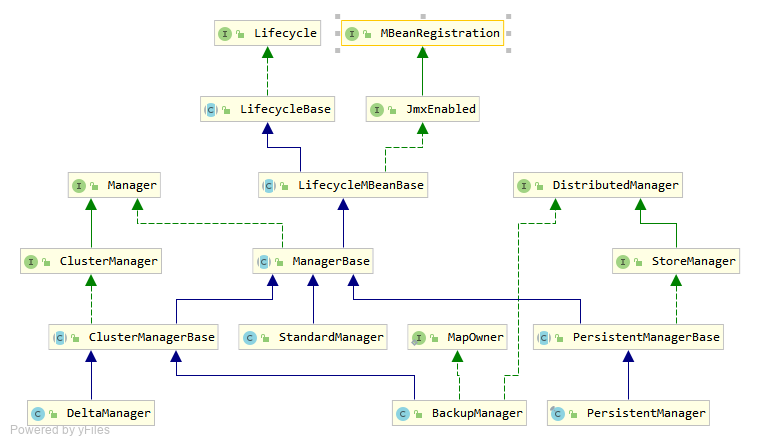 Lifecycle
MBeanRegistration
LifecycleBase
JmxEnabled
Manager
LifecycleMBeanBase
DistributedManager
ClusterManager
ManagerBase
StoreManager
ClusterManagerBase
StandardManager
MapOwner
PersistentManagerBase
DeltaManager
BackupManager
PersistentManager
Powered by yFiles